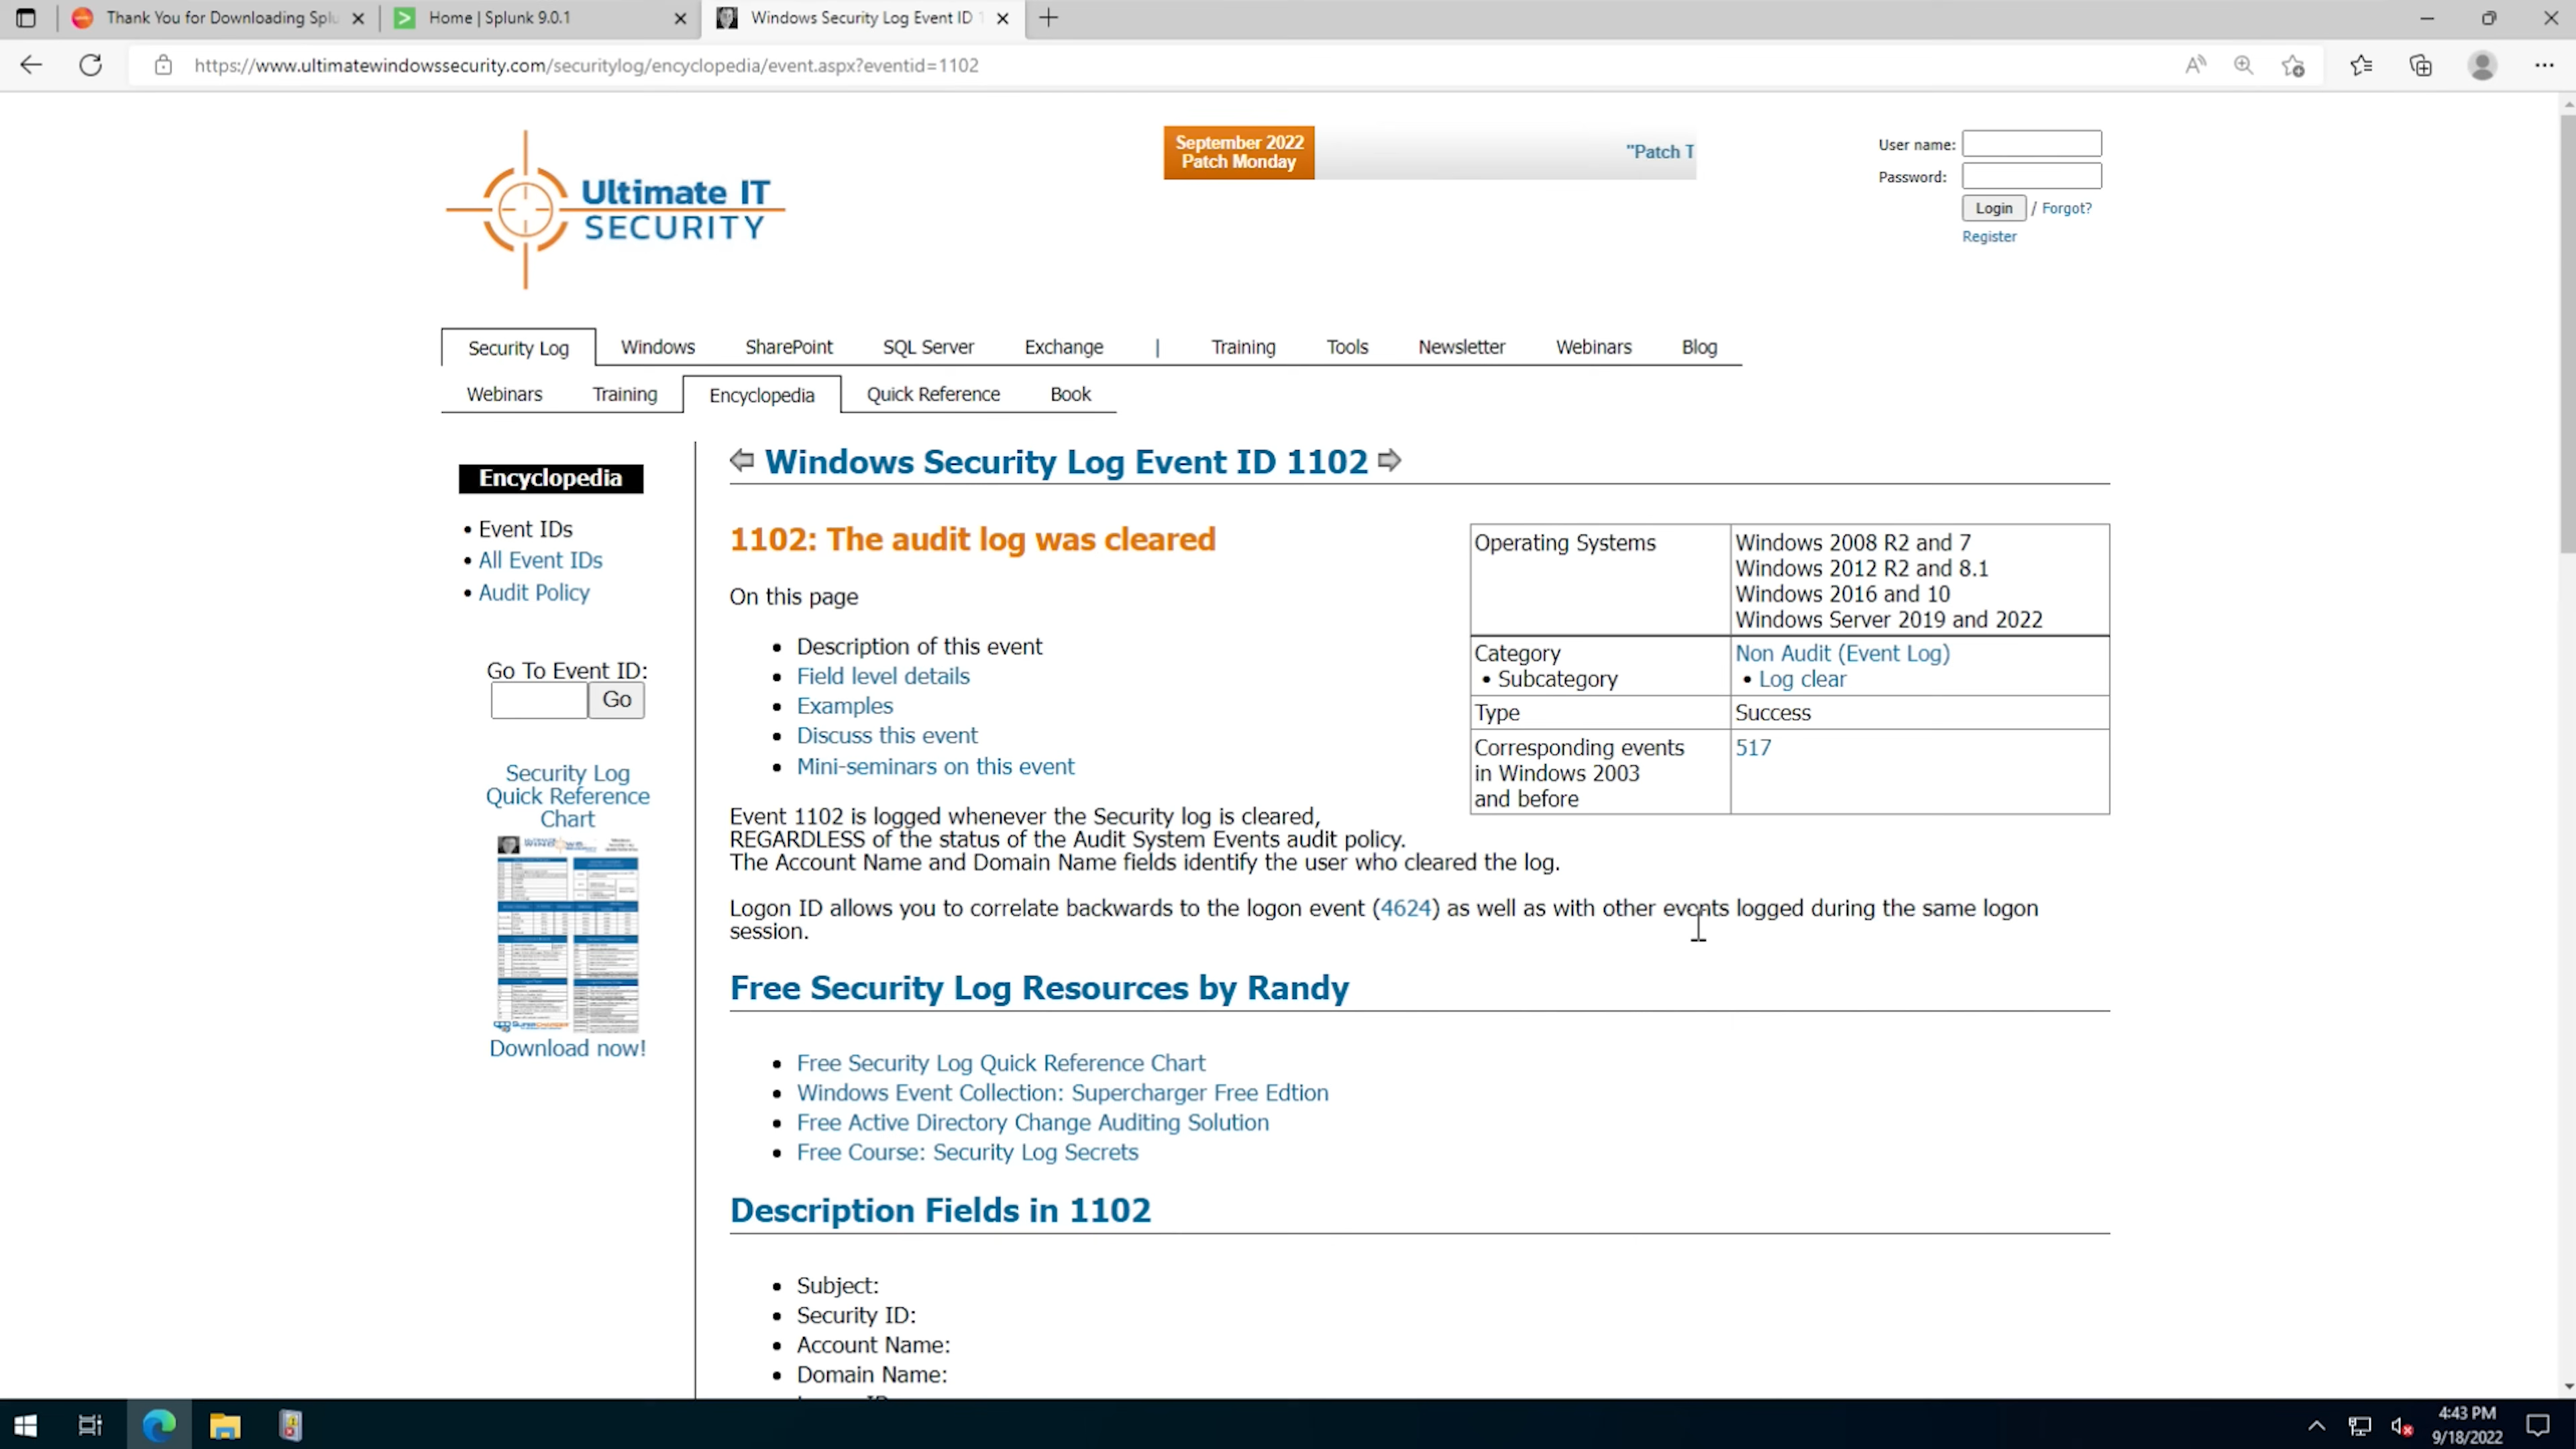 Thank You for Downloading Splu
Home | Splunk 9.0.1
Windows Security Log Event ID 1
https://www.ultimatewindowssecurity.com/securitylog/encyclopedia/event.aspx?eventid=1102
Ultimate IT
SECURITY
September 2022
Patch Monday
"Patch T
User name:
Password:
Login / Forgot?
Register
Security Log Windows SharePoint SQL Server Exchange | Training Tools Newsletter Webinars Blog
Webinars Training Encyclopedia Quick Reference Book
Encyclopedia
• Event IDs
• All Event IDs
• Audit Policy
Go To Event ID:
Go
Security Log
Quick Reference
Chart
Download now!
Windows Security Log Event ID 1102
1102: The audit log was cleared
On this page
• Description of this event
• Field level details
• Examples
• Discuss this event
• Mini-seminars on this event
Operating Systems
Windows 2008 R2 and 7
Windows 2012 R2 and 8.1
Windows 2016 and 10
Windows Server 2019 and 2022
Category
• Subcategory
Non Audit (Event Log)
• Log clear
Type
Success
Corresponding events
in Windows 2003
and before
517
Event 1102 is logged whenever the Security log is cleared,
REGARDLESS of the status of the Audit System Events audit policy.
The Account Name and Domain Name fields identify the user who cleared the log.
Logon ID allows you to correlate backwards to the logon event (4624) as well as with other events logged during the same logon
session.
Free Security Log Resources by Randy
• Free Security Log Quick Reference Chart
• Windows Event Collection: Supercharger Free Edtion
• Free Active Directory Change Auditing Solution
• Free Course: Security Log Secrets
Description Fields in 1102
• Subject:
• Security ID:
• Account Name:
• Domain Name:
4:43 PM
9/18/2022